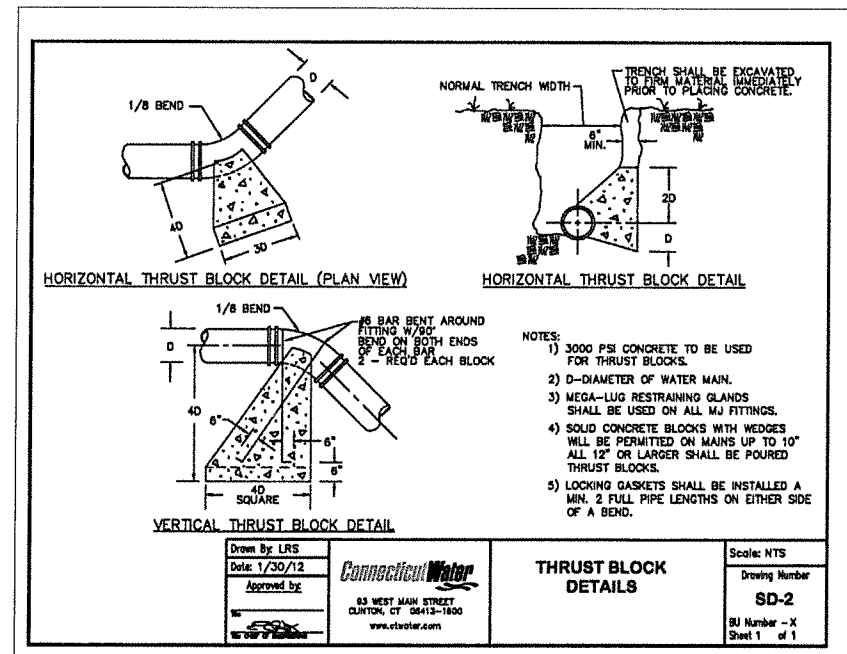 D
1/8 BEND
4D
3D
HORIZONTAL THRUST BLOCK DETAIL (PLAN VIEW)
TRENCH SHALL BE EXCAVATED
TO FIRM MATERIAL IMMEDIATELY
PRIOR TO PLACING CONCRETE.
NORMAL TRENCH WIDTH
6"
MIN.
2D
D
HORIZONTAL THRUST BLOCK DETAIL
1/8 BEND
#6 BAR BENT AROUND
FITTING W/90°
BEND ON BOTH ENDS
OF EACH BAR
2 - REQ'D EACH BLOCK
D
4D
6"
6"
6"
4D
SQUARE
VERTICAL THRUST BLOCK DETAIL
NOTES:
1) 3000 PSI CONCRETE TO BE USED
FOR THRUST BLOCKS.
2) D-DIAMETER OF WATER MAIN.
3) MEGA-LUG RESTRAINING GLANDS
SHALL BE USED ON ALL MJ FITTINGS.
4) SOLID CONCRETE BLOCKS WITH WEDGES
WILL BE PERMITTED ON MAINS UP TO 10"
ALL 12" OR LARGER SHALL BE POURED
THRUST BLOCKS.
5) LOCKING GASKETS SHALL BE INSTALLED A
MIN. 2 FULL PIPE LENGTHS ON EITHER SIDE
OF A BEND.
Drawn By: LRS
Date: 1/30/12
Approved by:
Connecticut Water
93 WEST MAIN STREET
CLINTON, CT 06413-1600
www.ctwater.com
THRUST BLOCK
DETAILS
Scale: NTS
Drawing Number
SD-2
BU Number - X
Sheet 1 of 1